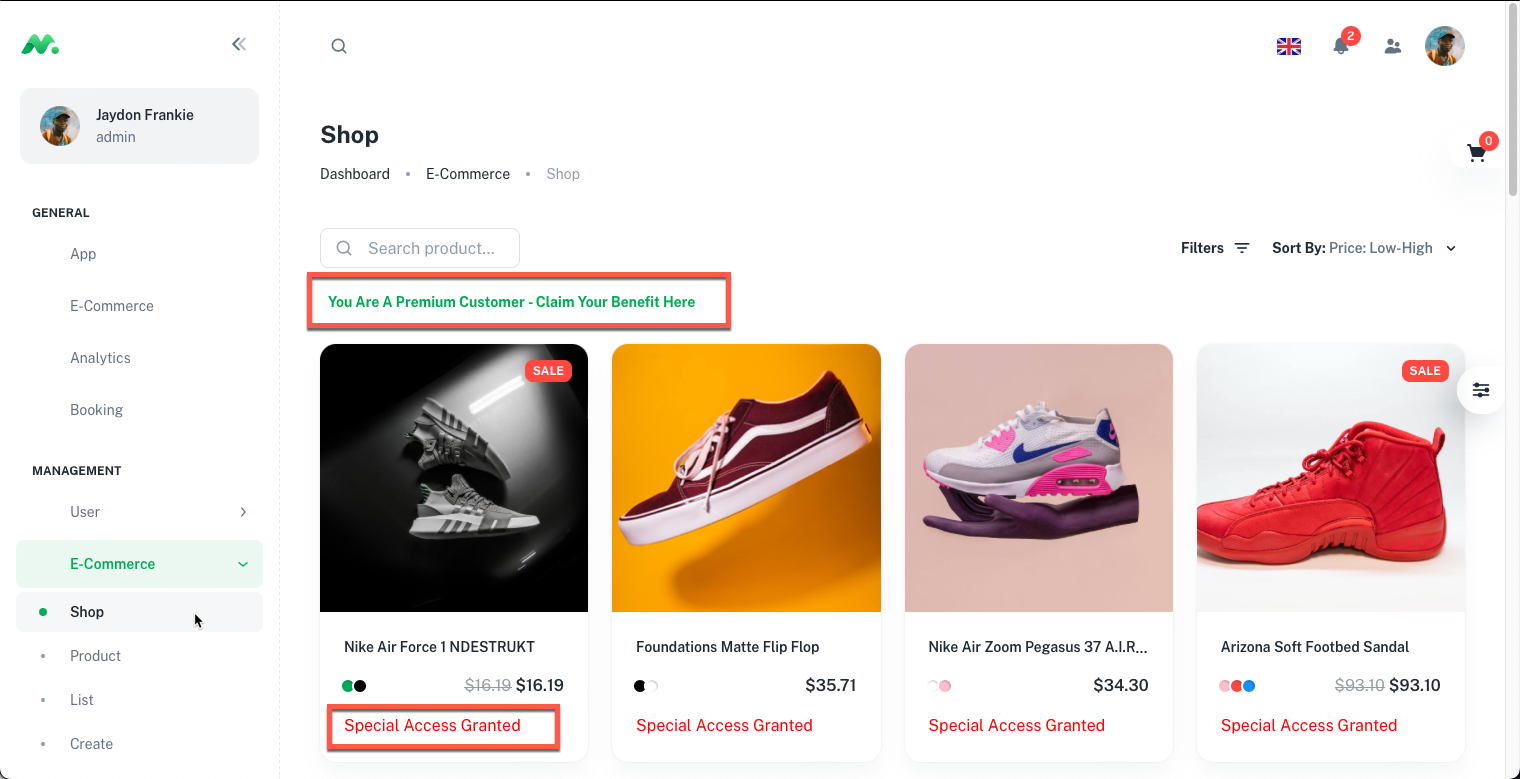 2
Jaydon Frankie
admin
Shop
0
Dashboard • E-Commerce • Shop
GENERAL
App
Search product...
Filters
Sort By: Price: Low-High
E-Commerce
You Are A Premium Customer - Claim Your Benefit Here
Analytics
SALE
SALE
Booking
MANAGEMENT
User
E-Commerce
Shop
Product
List
Create
Nike Air Force 1 NDESTRUKT
$16.19 $16.19
Special Access Granted
Foundations Matte Flip Flop
$35.71
Special Access Granted
Nike Air Zoom Pegasus 37 A.I.R...
$34.30
Special Access Granted
Arizona Soft Footbed Sandal
$93.10 $93.10
Special Access Granted